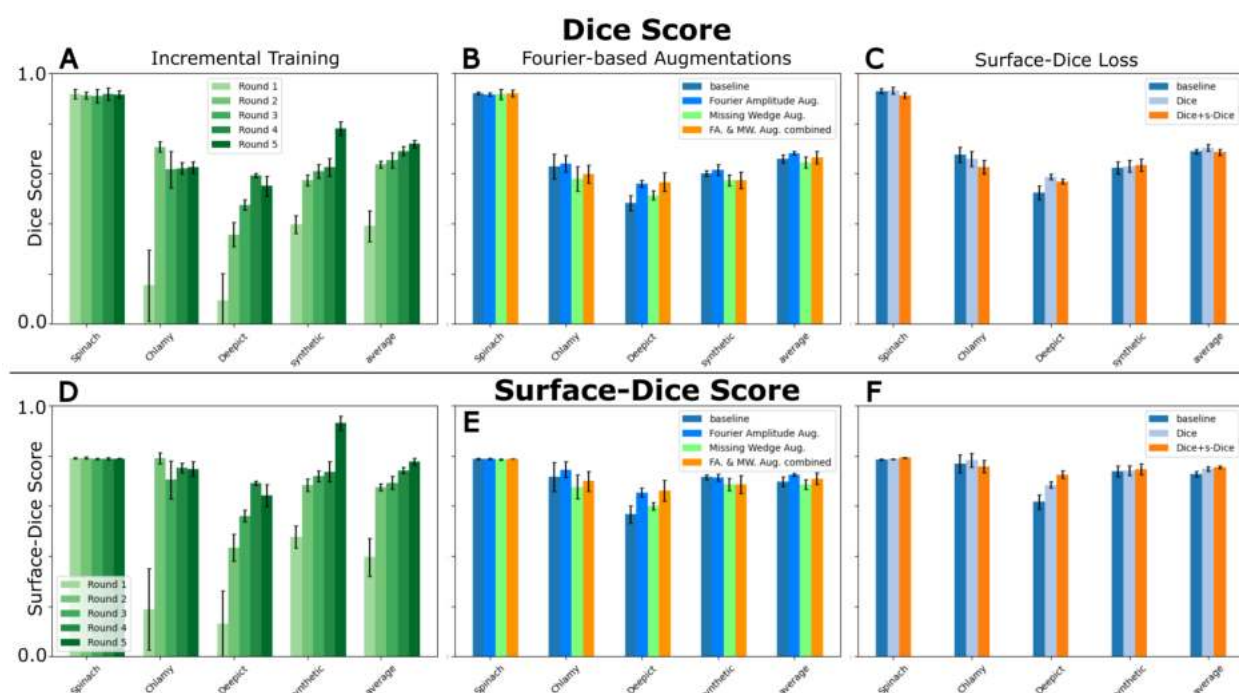 Dice Score
A
Incremental Training
B
Fourier-based Augmentations
C
Surface-Dice Loss
1.0
Dice Score
0.0
Round 1
Round 2
Round 3
Round 4
Round 5
Spinach
Chlamy
Deepict
synthetic
average
baseline
Fourier Amplitude Aug.
Missing Wedge Aug.
FA. & MW. Aug. combined
Spinach
Chlamy
Deepict
synthetic
average
baseline
Dice
Dice+s-Dice
Spinach
Chlamy
Deepict
synthetic
average
Surface-Dice Score
D
E
F
1.0
Surface-Dice Score
0.0
Round 1
Round 2
Round 3
Round 4
Round 5
Spinach
Chlamy
Deepict
synthetic
average
baseline
Fourier Amplitude Aug.
Missing Wedge Aug.
FA. & MW. Aug. combined
Spinach
Chlamy
Deepict
synthetic
average
baseline
Dice
Dice+s-Dice
Spinach
Chlamy
Deepict
synthetic
average